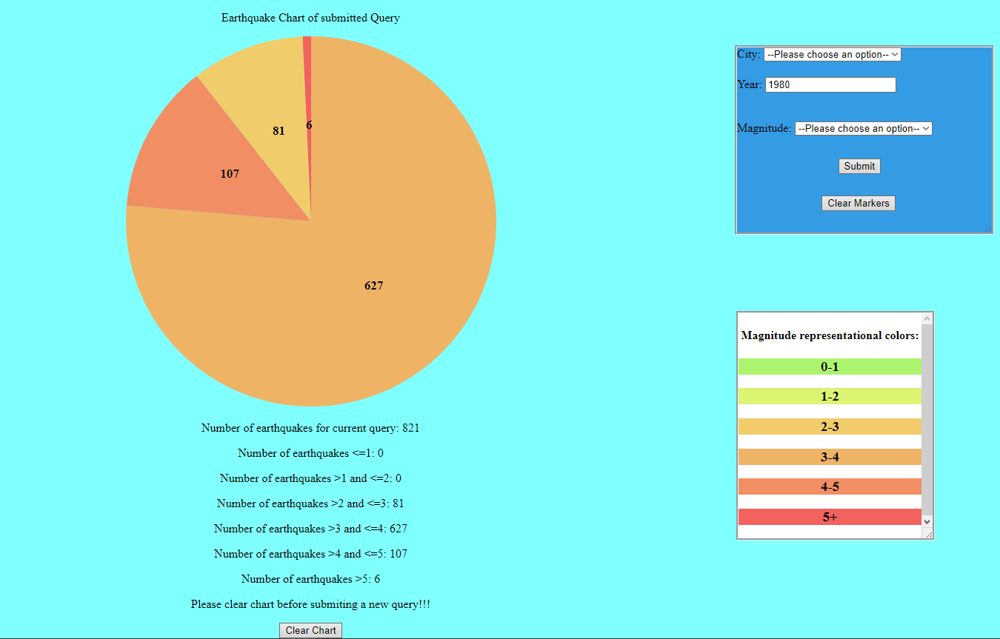 Earthquake Chart of submitted Query
81
6
107
627
Number of earthquakes for current query: 821
Number of earthquakes <=1: 0
Number of earthquakes >1 and <=2: 0
Number of earthquakes >2 and <=3: 81
Number of earthquakes >3 and <=4: 627
Number of earthquakes >4 and <=5: 107
Number of earthquakes >5: 6
Please clear chart before submiting a new query!!!
Clear Chart
City: --Please choose an option--
Year: 1980
Magnitude: --Please choose an option--
Submit
Clear Markers
Magnitude representational colors:
0-1
1-2
2-3
3-4
4-5
5+